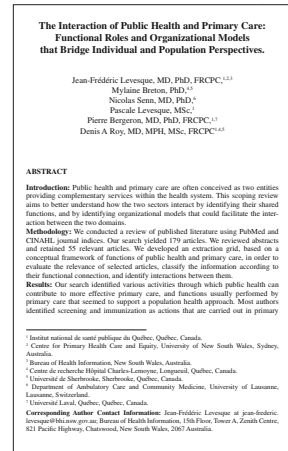 The Interaction of Public Health and Primary Care:
Functional Roles and Organizational Models
that Bridge Individual and Population Perspectives.
Jean-Frédéric Levesque, MD, PhD, FRCPC,1,2,3
Mylaine Breton, PhD,4,5
Nicolas Senn, MD, PhD,6
Pascale Levesque, MSc,1
Pierre Bergeron, MD, PhD, FRCPC,1,7
Denis A Roy, MD, MPH, MSc, FRCPC1,4,5
ABSTRACT
Introduction: Public health and primary care are often conceived as two entities
providing complementary services within the health system. This scoping review
aims to better understand how the two sectors interact by identifying their shared
functions, and by identifying organizational models that could facilitate the inter-
action between the two domains.
Methodology: We conducted a review of published literature using PubMed and
CINAHL journal indices. Our search yielded 179 articles. We reviewed abstracts
and retained 55 relevant articles. We developed an extraction grid, based on a
conceptual framework of functions of public health and primary care, in order to
evaluate the relevance of selected articles, classify the information according to
their functional connection, and identify interactions between them.
Results: Our search identified various activities through which public health can
contribute to more effective primary care, and functions usually performed by
primary care that seemed to support a population health approach. Most authors
identified screening and immunization as actions that are carried out in primary
1 Institut national de santé publique du Québec, Québec, Canada.
2 Centre for Primary Health Care and Equity, University of New South Wales, Sydney,
Australia.
3 Bureau of Health Information, New South Wales, Australia.
4 Centre de recherche Hôpital Charles-Lemoyne, Longueuil, Québec, Canada.
5 Université de Sherbrooke, Sherbrooke, Québec, Canada.
6 Department of Ambulatory Care and Community Medicine, University of Lausanne,
Lausanne, Switzerland.
7 Université Laval, Québec, Québec, Canada.
Corresponding Author Contact Information: Jean-Frédéric Levesque at jean-frederic.
levesque@bhi.nsw.gov.au; Bureau of Health Information, 15th Floor, Tower A, Zenith Centre,
821 Pacific Highway, Chatswood, New South Wales, 2067 Australia.